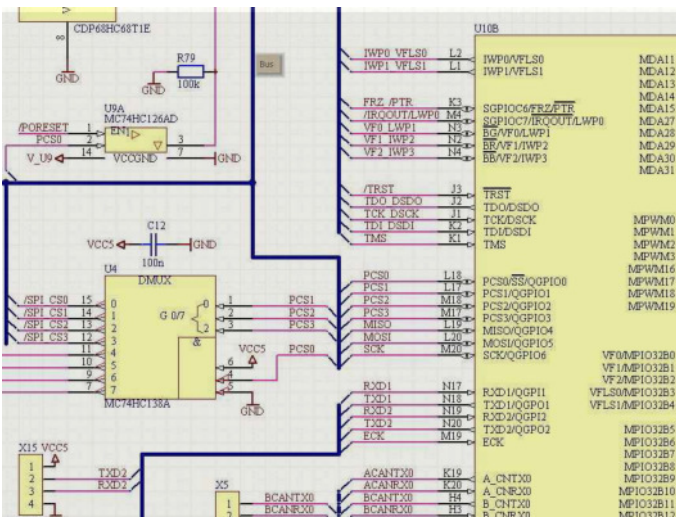 CDP68HC68T1E
8
GND
R79
100k
GND
Bus
U9A
MC74HC126AD
/PORESET 1 EN1
PCS0 2 3
V_U9 14 VCCGND 7 GND
C12
VCC5 GND
100n
U4
DMUX
/SPI_CS0 15 0 0 1 PCS1
/SPI_CS1 14 1 G 0/7 2 PCS2
/SPI_CS2 13 2 2 3 PCS3
/SPI_CS3 12 3 &
11 4 VCC5
10 5 6
9 6 4 PCS0
7 7 5
MC74HC138A
GND
X15 VCC5
1
2 TXD2
3 RXD2
4
X5
1 BCANTX0
2 BCANRX0
U10B
IWP0_VFLS0 L2 IWP0/VFLS0 MDA11
IWP1_VFLS1 L1 IWP1/VFLS1 MDA12
MDA13
MDA14
FRZ_/PTR K3 SGPIOC6/FRZ/PTR MDA15
/IRQOUT/LWP0 M4 SGPIOC7/IRQOUT/LWP0 MDA27
VF0_LWP1 N3 BG/VF0/LWP1 MDA28
VF1_IWP2 N2 BR/VF1/IWP2 MDA29
VF2_IWP3 N4 BB/VF2/IWP3 MDA30
MDA31
/TRST J3 TRST
TDO_DSDO J2 TDO/DSDO
TCK_DSCK J1 TCK/DSCK MPWM0
TDI_DSDI K2 TDI/DSDI MPWM1
TMS K1 TMS MPWM2
MPWM3
MPWM16
PCS0 L18 PCS0/SS/QGPIO0 MPWM17
PCS1 L17 PCS1/QGPIO1 MPWM18
PCS2 M18 PCS2/QGPIO2 MPWM19
PCS3 M17 PCS3/QGPIO3
MISO L19 MISO/QGPIO4
MOSI L20 MOSI/QGPIO5
SCK M20 SCK/QGPIO6 VF0/MPIO32B0
VF1/MPIO32B1
VF2/MPIO32B2
RXD1 N17 RXD1/QGPI1 VFLS0/MPIO32B3
TXD1 N18 TXD1/QGPO1 VFLS1/MPIO32B4
RXD2 N19 RXD2/QGPI2
TXD2 N20 TXD2/QGPO2 MPIO32B5
ECK M19 ECK MPIO32B6
MPIO32B7
MPIO32B8
ACANTX0 K19 A_CNTX0 MPIO32B9
ACANRX0 K20 A_CNRX0 MPIO32B10
BCANTX0 H4 B_CNTX0 MPIO32B11
BCANRX0 H3 B_CNRX0 MPIO32B12